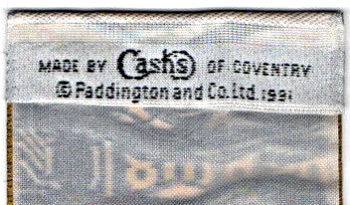 MADE BY Cash's OF COVENTRY
© Paddington and Co. Ltd. 1991